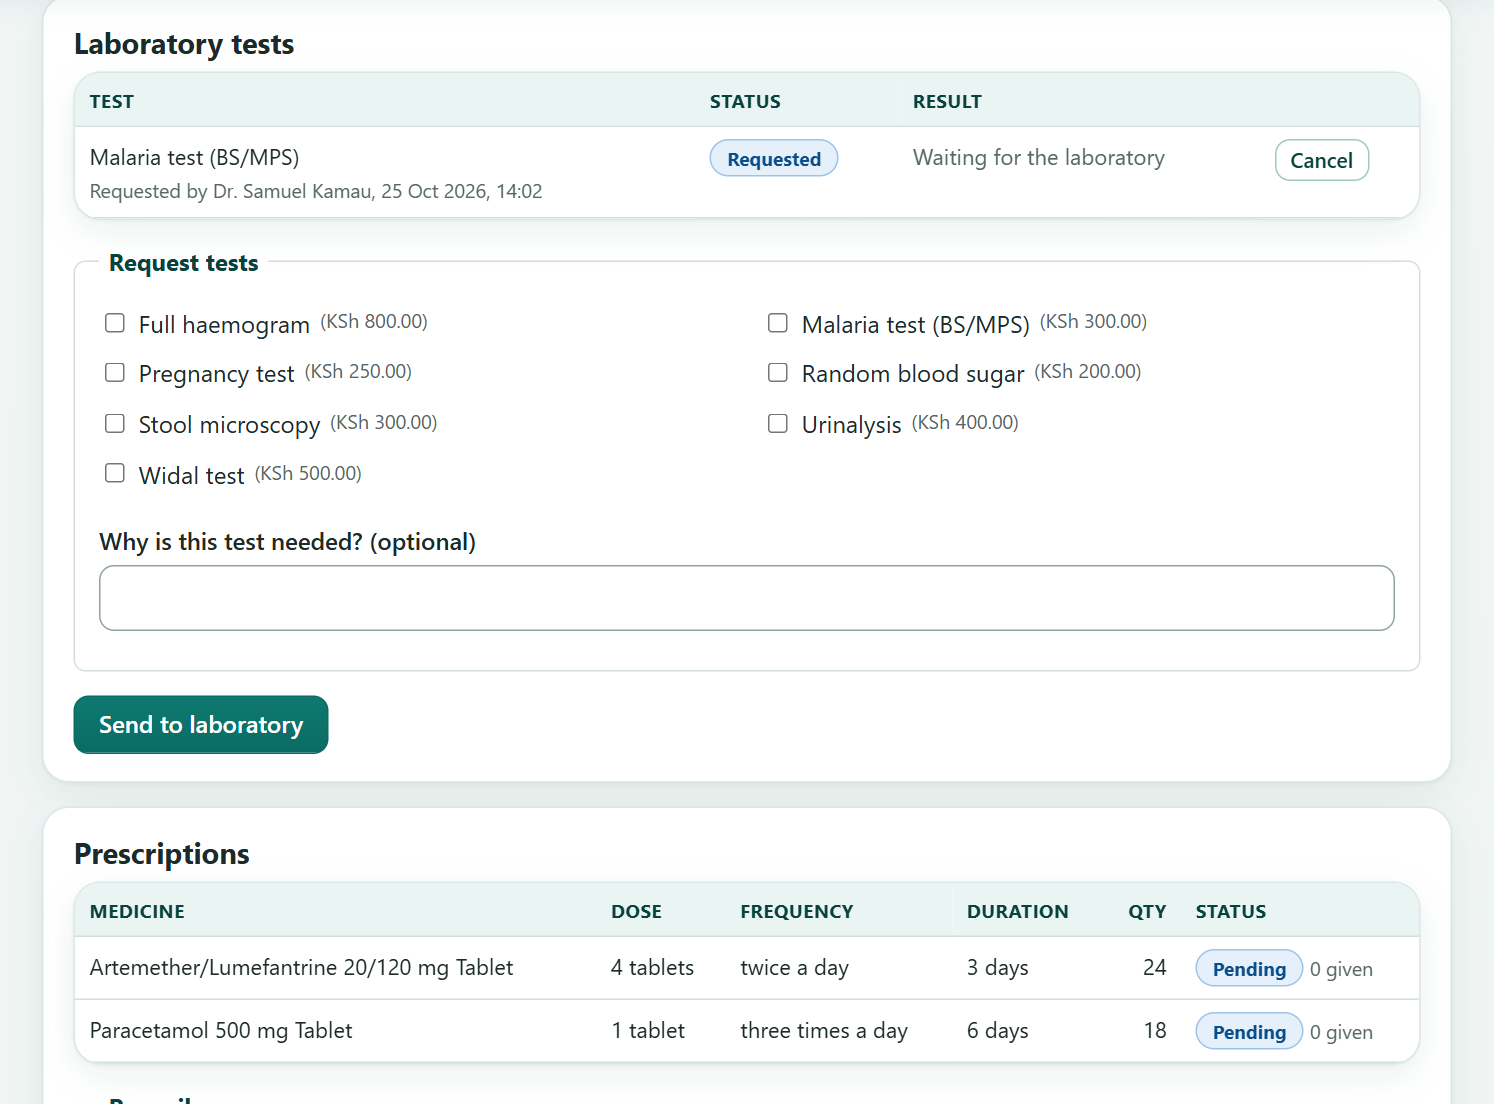 Laboratory tests
TEST STATUS RESULT
Malaria test (BS/MPS) Requested Waiting for the laboratory Cancel
Requested by Dr. Samuel Kamau, 25 Oct 2026, 14:02
Request tests
Full haemogram (KSh 800.00) Malaria test (BS/MPS) (KSh 300.00)
Pregnancy test (KSh 250.00) Random blood sugar (KSh 200.00)
Stool microscopy (KSh 300.00) Urinalysis (KSh 400.00)
Widal test (KSh 500.00)
Why is this test needed? (optional)
Send to laboratory
Prescriptions
MEDICINE DOSE FREQUENCY DURATION QTY STATUS
Artemether/Lumefantrine 20/120 mg Tablet 4 tablets twice a day 3 days 24 Pending 0 given
Paracetamol 500 mg Tablet 1 tablet three times a day 6 days 18 Pending 0 given